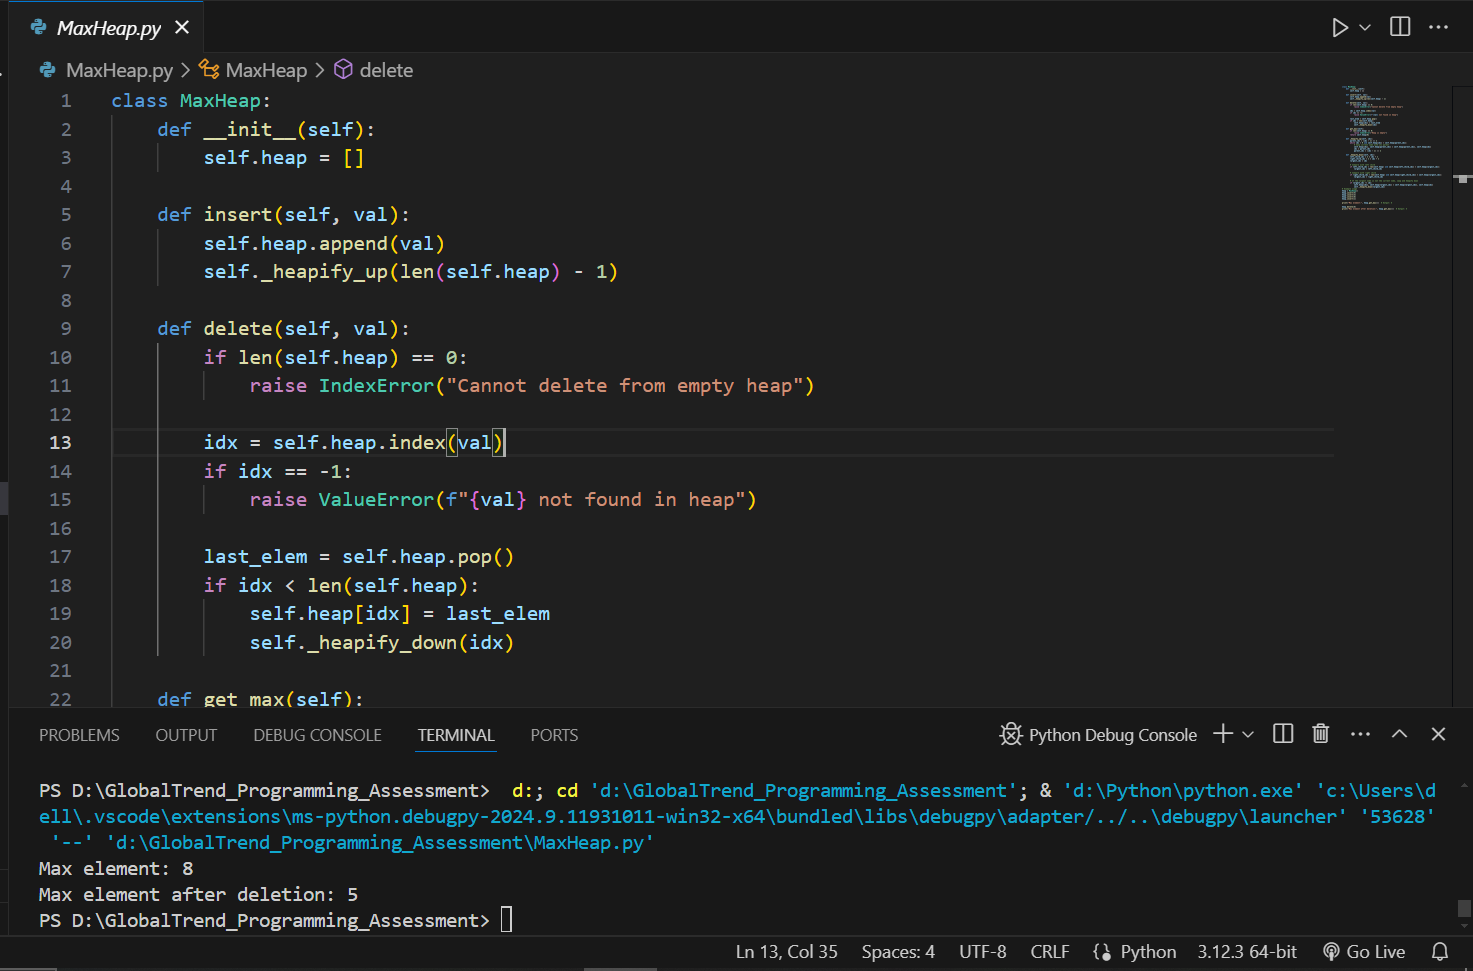 MaxHeap.py
MaxHeap.py > MaxHeap > delete
1 class MaxHeap:
2 def __init__(self):
3 self.heap = []
4
5 def insert(self, val):
6 self.heap.append(val)
7 self._heapify_up(len(self.heap) - 1)
8
9 def delete(self, val):
10 if len(self.heap) == 0:
11 raise IndexError("Cannot delete from empty heap")
12
13 idx = self.heap.index(val)
14 if idx == -1:
15 raise ValueError(f"{val} not found in heap")
16
17 last_elem = self.heap.pop()
18 if idx < len(self.heap):
19 self.heap[idx] = last_elem
20 self._heapify_down(idx)
21
22 def get_max(self):
PROBLEMS OUTPUT DEBUG CONSOLE TERMINAL PORTS Python Debug Console
PS D:\GlobalTrend_Programming_Assessment>  d:; cd 'd:\GlobalTrend_Programming_Assessment'; & 'd:\Python\python.exe' 'c:\Users\d
ell\.vscode\extensions\ms-python.debugpy-2024.9.11931011-win32-x64\bundled\libs\debugpy\adapter/../..\debugpy\launcher' '53628'
'--' 'd:\GlobalTrend_Programming_Assessment\MaxHeap.py'
Max element: 8
Max element after deletion: 5
PS D:\GlobalTrend_Programming_Assessment>
Ln 13, Col 35 Spaces: 4 UTF-8 CRLF Python 3.12.3 64-bit Go Live